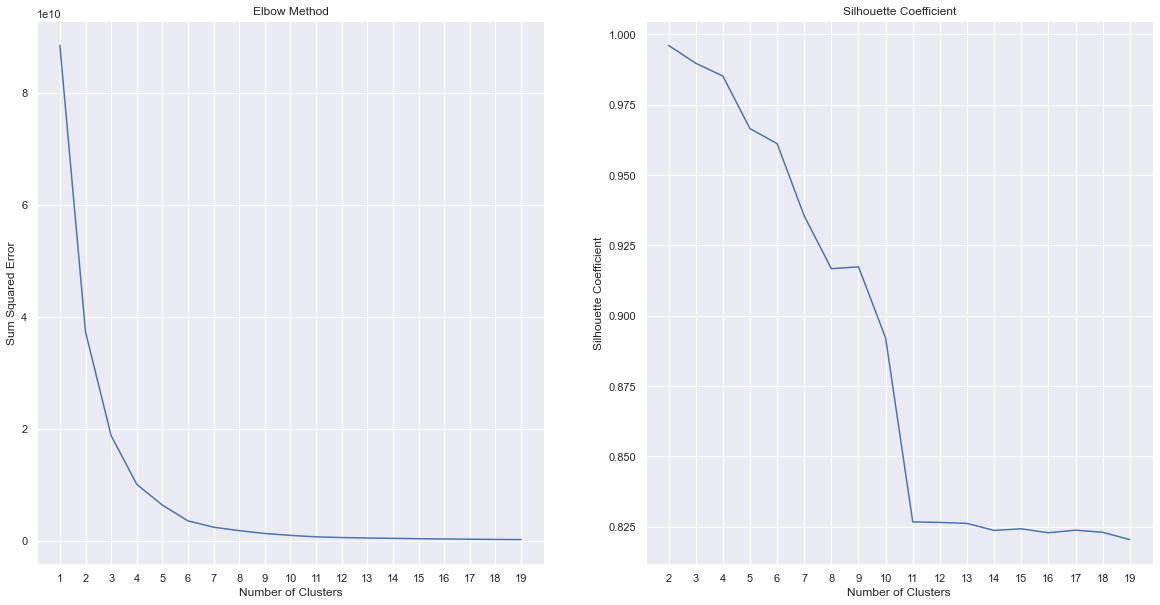 Elbow Method
1e10
8
6
4
2
0
Sum Squared Error
1 2 3 4 5 6 7 8 9 10 11 12 13 14 15 16 17 18 19
Number of Clusters
Silhouette Coefficient
1.000
0.975
0.950
0.925
0.900
0.875
0.850
0.825
Silhouette Coefficient
2 3 4 5 6 7 8 9 10 11 12 13 14 15 16 17 18 19
Number of Clusters